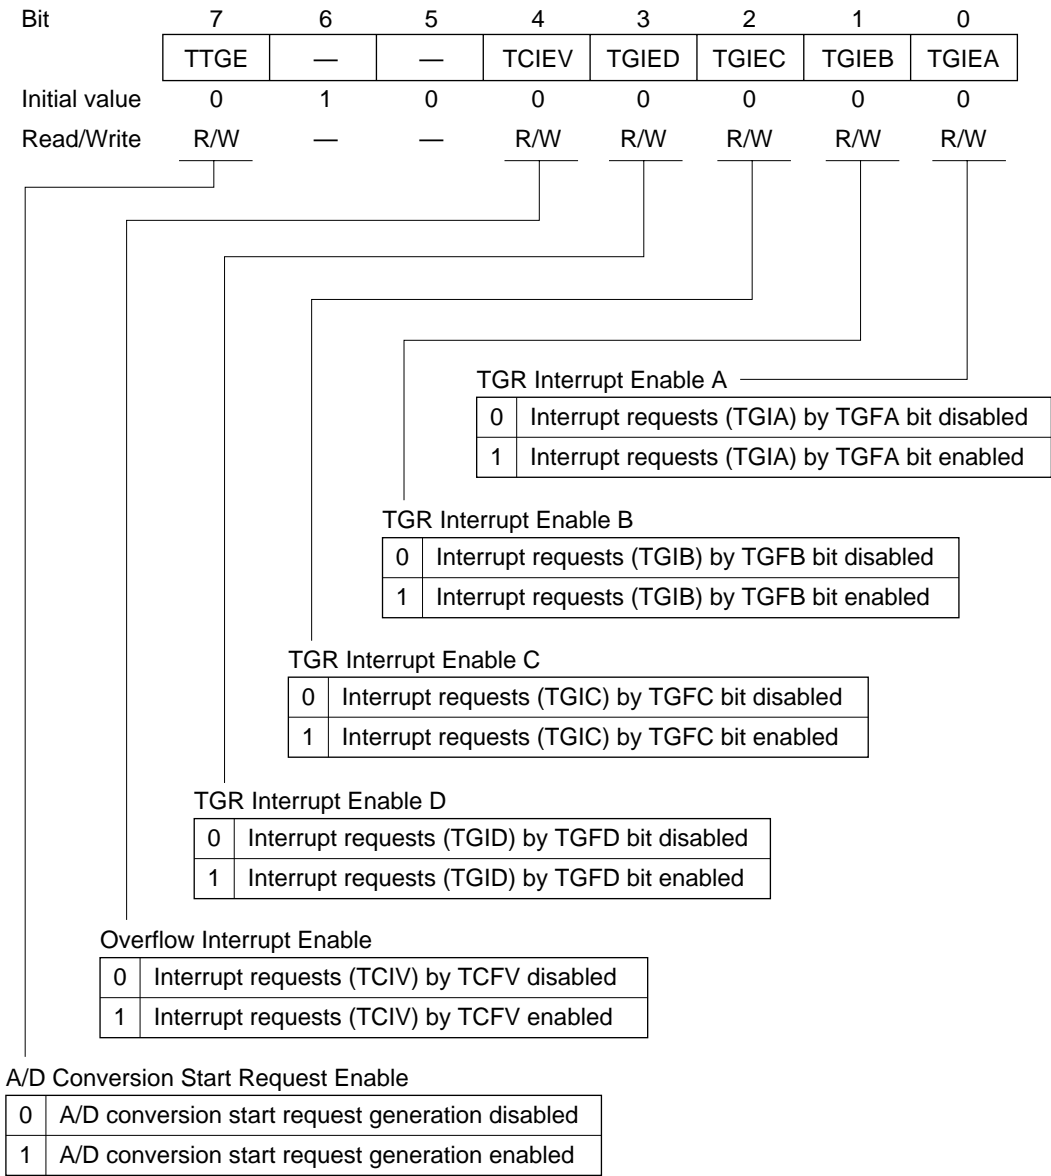 Bit 7 6 5 4 3 2 1 0
TTGE — — TCIEV TGIED TGIEC TGIEB TGIEA
Initial value 0 1 0 0 0 0 0 0
Read/Write R/W — — R/W R/W R/W R/W R/W
TGR Interrupt Enable A
0 Interrupt requests (TGIA) by TGFA bit disabled
1 Interrupt requests (TGIA) by TGFA bit enabled
TGR Interrupt Enable B
0 Interrupt requests (TGIB) by TGFB bit disabled
1 Interrupt requests (TGIB) by TGFB bit enabled
TGR Interrupt Enable C
0 Interrupt requests (TGIC) by TGFC bit disabled
1 Interrupt requests (TGIC) by TGFC bit enabled
TGR Interrupt Enable D
0 Interrupt requests (TGID) by TGFD bit disabled
1 Interrupt requests (TGID) by TGFD bit enabled
Overflow Interrupt Enable
0 Interrupt requests (TCIV) by TCFV disabled
1 Interrupt requests (TCIV) by TCFV enabled
A/D Conversion Start Request Enable
0 A/D conversion start request generation disabled
1 A/D conversion start request generation enabled